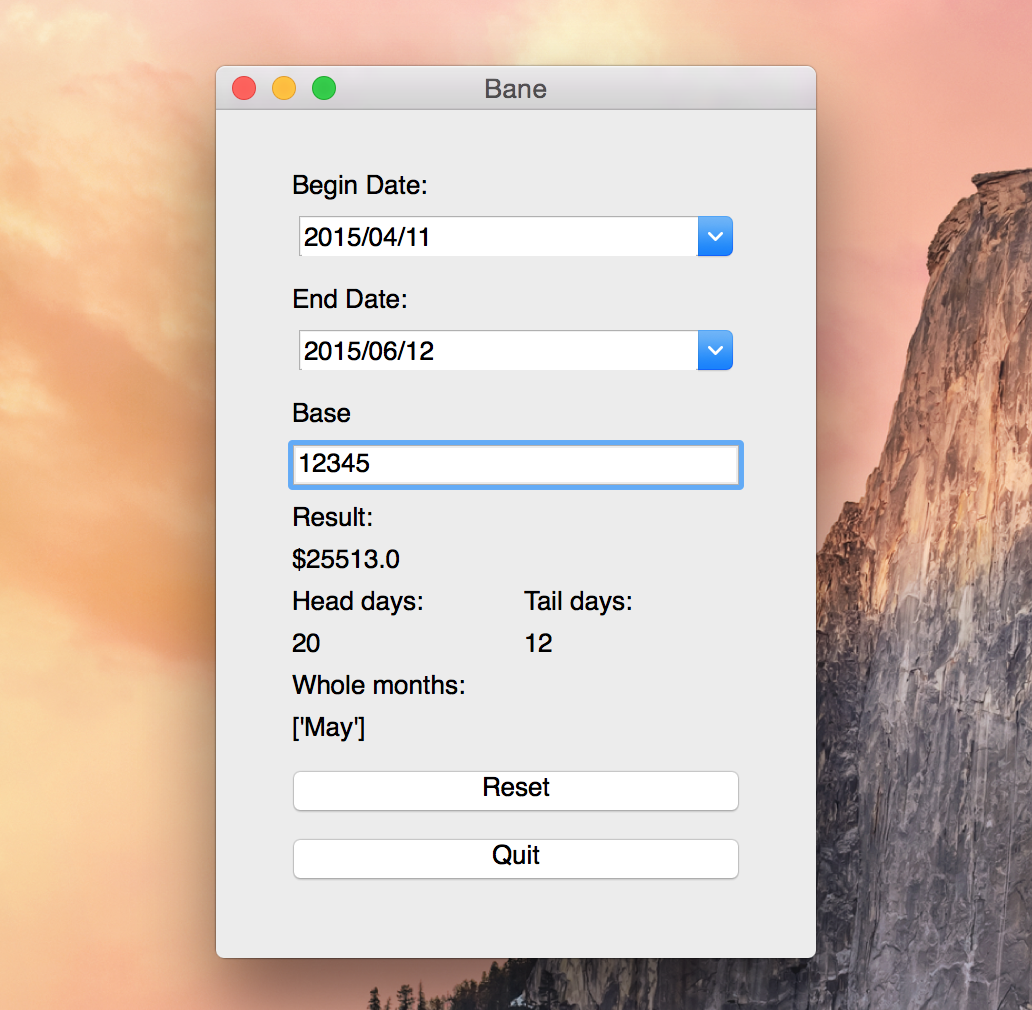 Bane
Begin Date:
2015/04/11
End Date:
2015/06/12
Base
12345
Result:
$25513.0
Head days: Tail days:
20 12
Whole months:
['May']
Reset
Quit